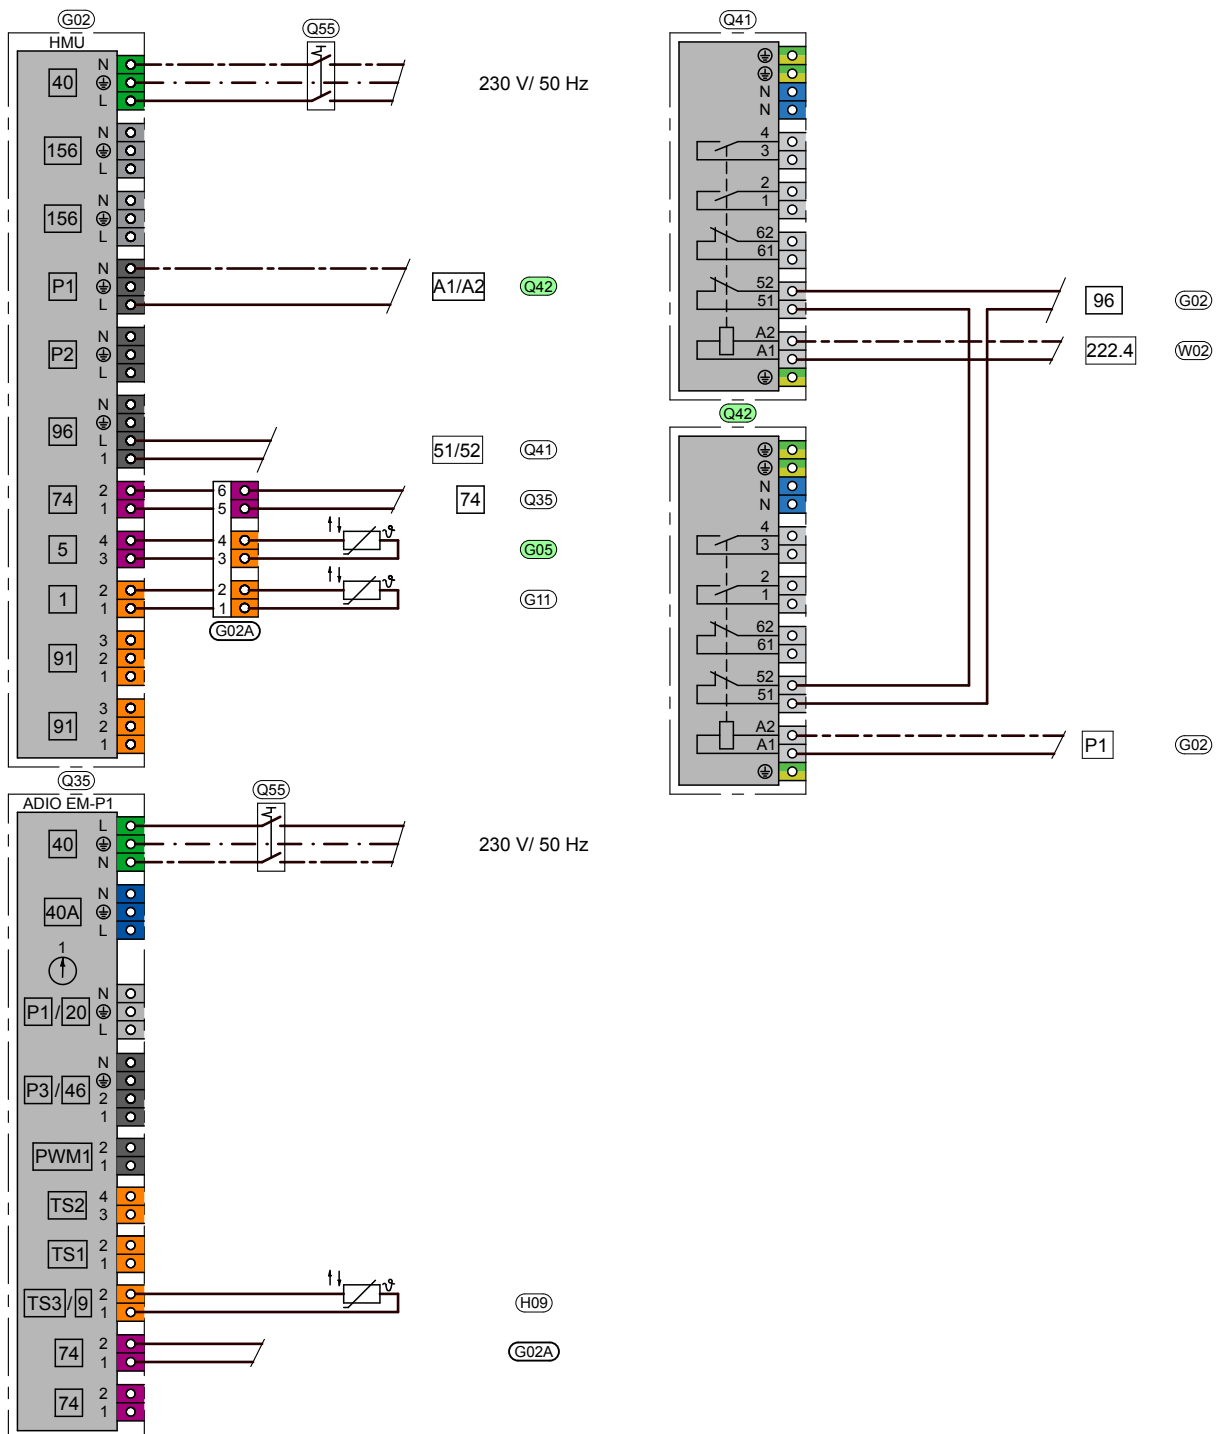 G02
HMU
Q55
N
40
L
230 V/ 50 Hz
N
156
L
N
156
L
N
P1
L
A1/A2
Q42
N
P2
L
N
96
L
1
51/52
Q41
74
2
1
6
5
74
Q35
5
4
3
4
3
G05
1
2
1
2
1
G11
G02A
91
3
2
1
91
3
2
1
Q35
ADIO EM-P1
Q55
L
40
N
230 V/ 50 Hz
N
40A
L
1
N
P1/20
L
N
P3/46
2
1
PWM1
2
1
TS2
4
3
TS1
2
1
TS3/9
2
1
H09
74
2
1
G02A
74
2
1
Q41
N
N
4
3
2
1
62
61
52
51
96
G02
A2
A1
222.4
W02
Q42
N
N
4
3
2
1
62
61
52
51
A2
A1
P1
G02